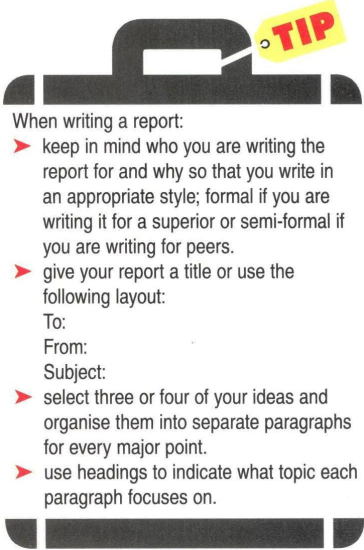 TIP
When writing a report:
➤ keep in mind who you are writing the
report for and why so that you write in
an appropriate style; formal if you are
writing it for a superior or semi-formal if
you are writing for peers.
➤ give your report a title or use the
following layout:
To:
From:
Subject:
➤ select three or four of your ideas and
organise them into separate paragraphs
for every major point.
➤ use headings to indicate what topic each
paragraph focuses on.